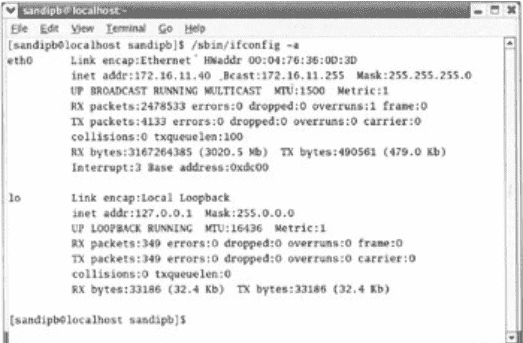 sandipb@localhost:~
File Edit View Terminal Go Help
[sandipb@localhost sandipb]$ /sbin/ifconfig -a
eth0 Link encap:Ethernet HWaddr 00:04:76:36:0D:3D
inet addr:172.16.11.40 Bcast:172.16.11.255 Mask:255.255.255.0
UP BROADCAST RUNNING MULTICAST MTU:1500 Metric:1
RX packets:2478533 errors:0 dropped:0 overruns:1 frame:0
TX packets:4133 errors:0 dropped:0 overruns:0 carrier:0
collisions:0 txqueuelen:100
RX bytes:3167264385 (3020.5 Mb) TX bytes:490561 (479.0 Kb)
Interrupt:3 Base address:0xdc00
lo Link encap:Local Loopback
inet addr:127.0.0.1 Mask:255.0.0.0
UP LOOPBACK RUNNING MTU:16436 Metric:1
RX packets:349 errors:0 dropped:0 overruns:0 frame:0
TX packets:349 errors:0 dropped:0 overruns:0 carrier:0
collisions:0 txqueuelen:0
RX bytes:33186 (32.4 Kb) TX bytes:33186 (32.4 Kb)
[sandipb@localhost sandipb]$